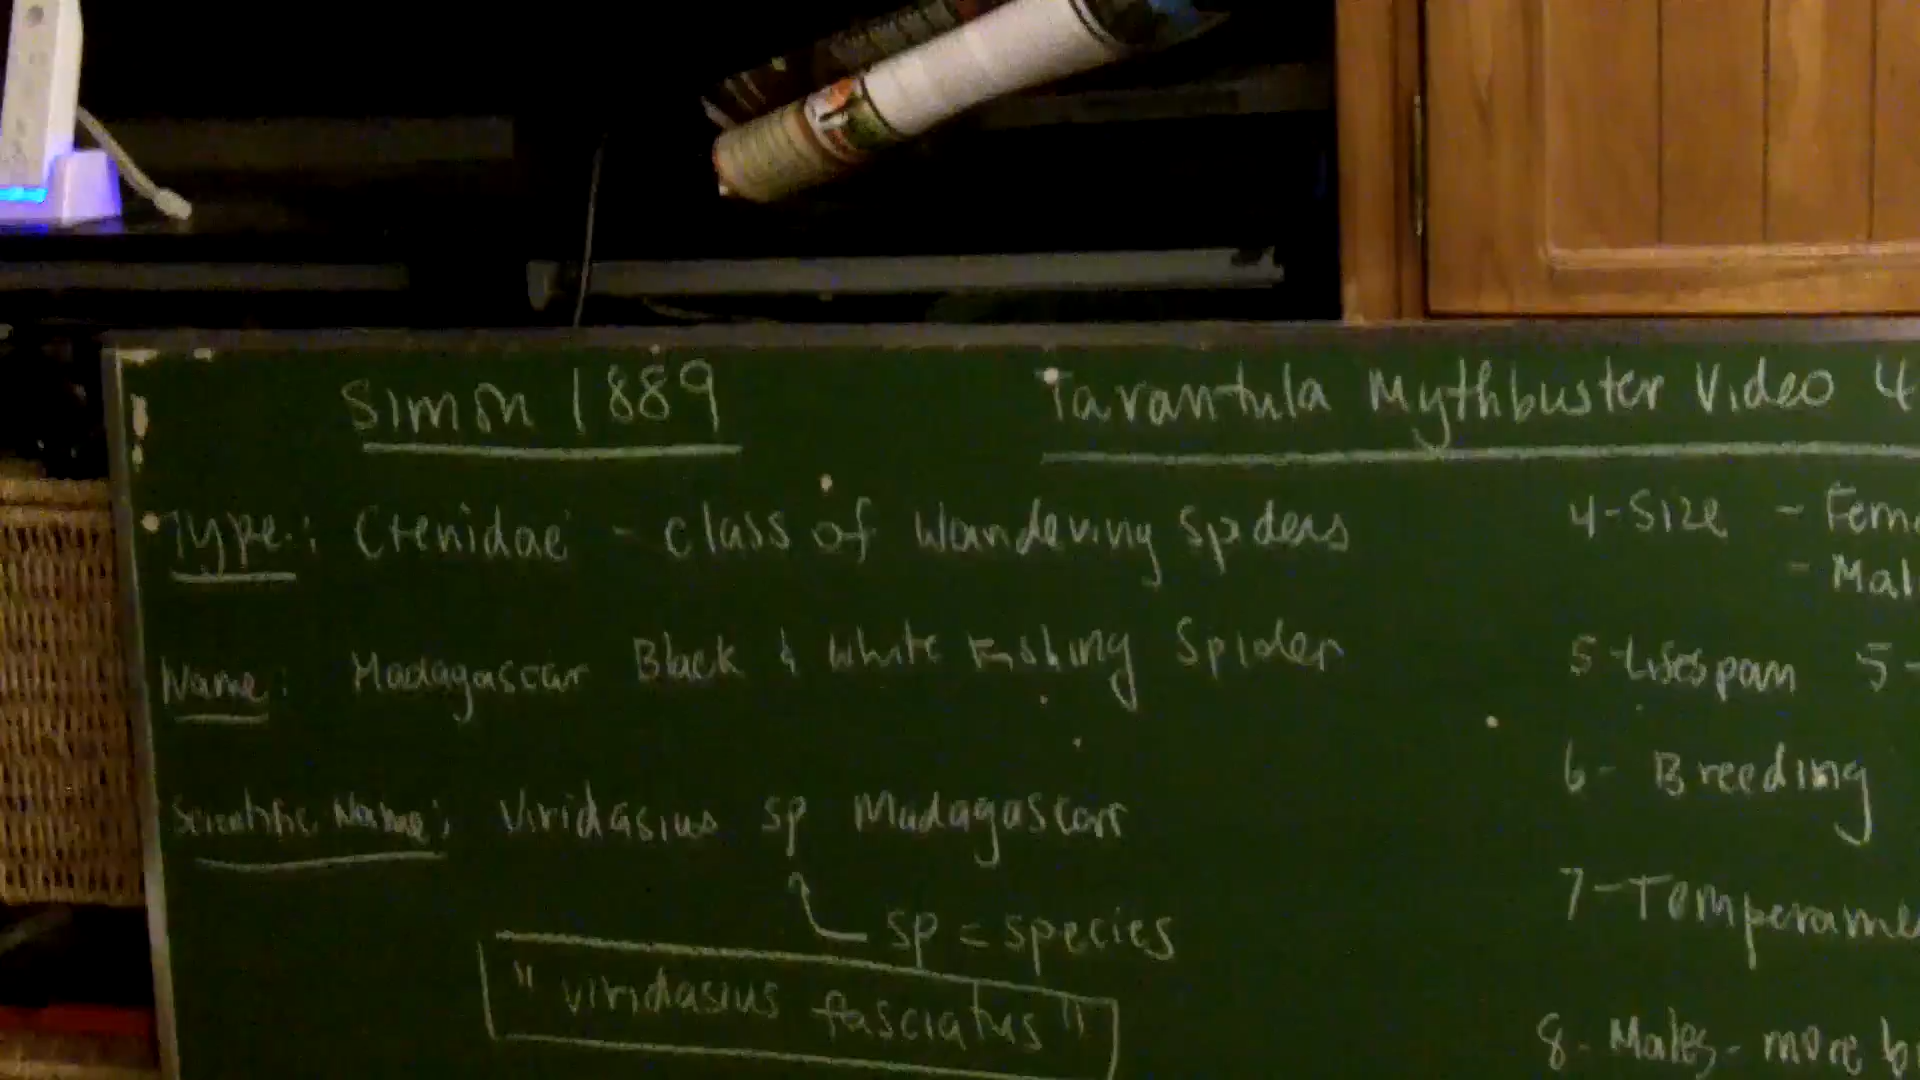 Simon 1889
Tarantula Mythbuster Video 4
Type: Ctenidae - class of Wandering Spiders
Name: Madagascar Black & White Fishing Spider
Scientific Name: Viridasius sp Madagascar
sp = species
"viridasius fasciatus"
4-Size - Fema
- Mal
5-Lifespan 5-
6- Breeding
7-Temperame
8- Males- more b